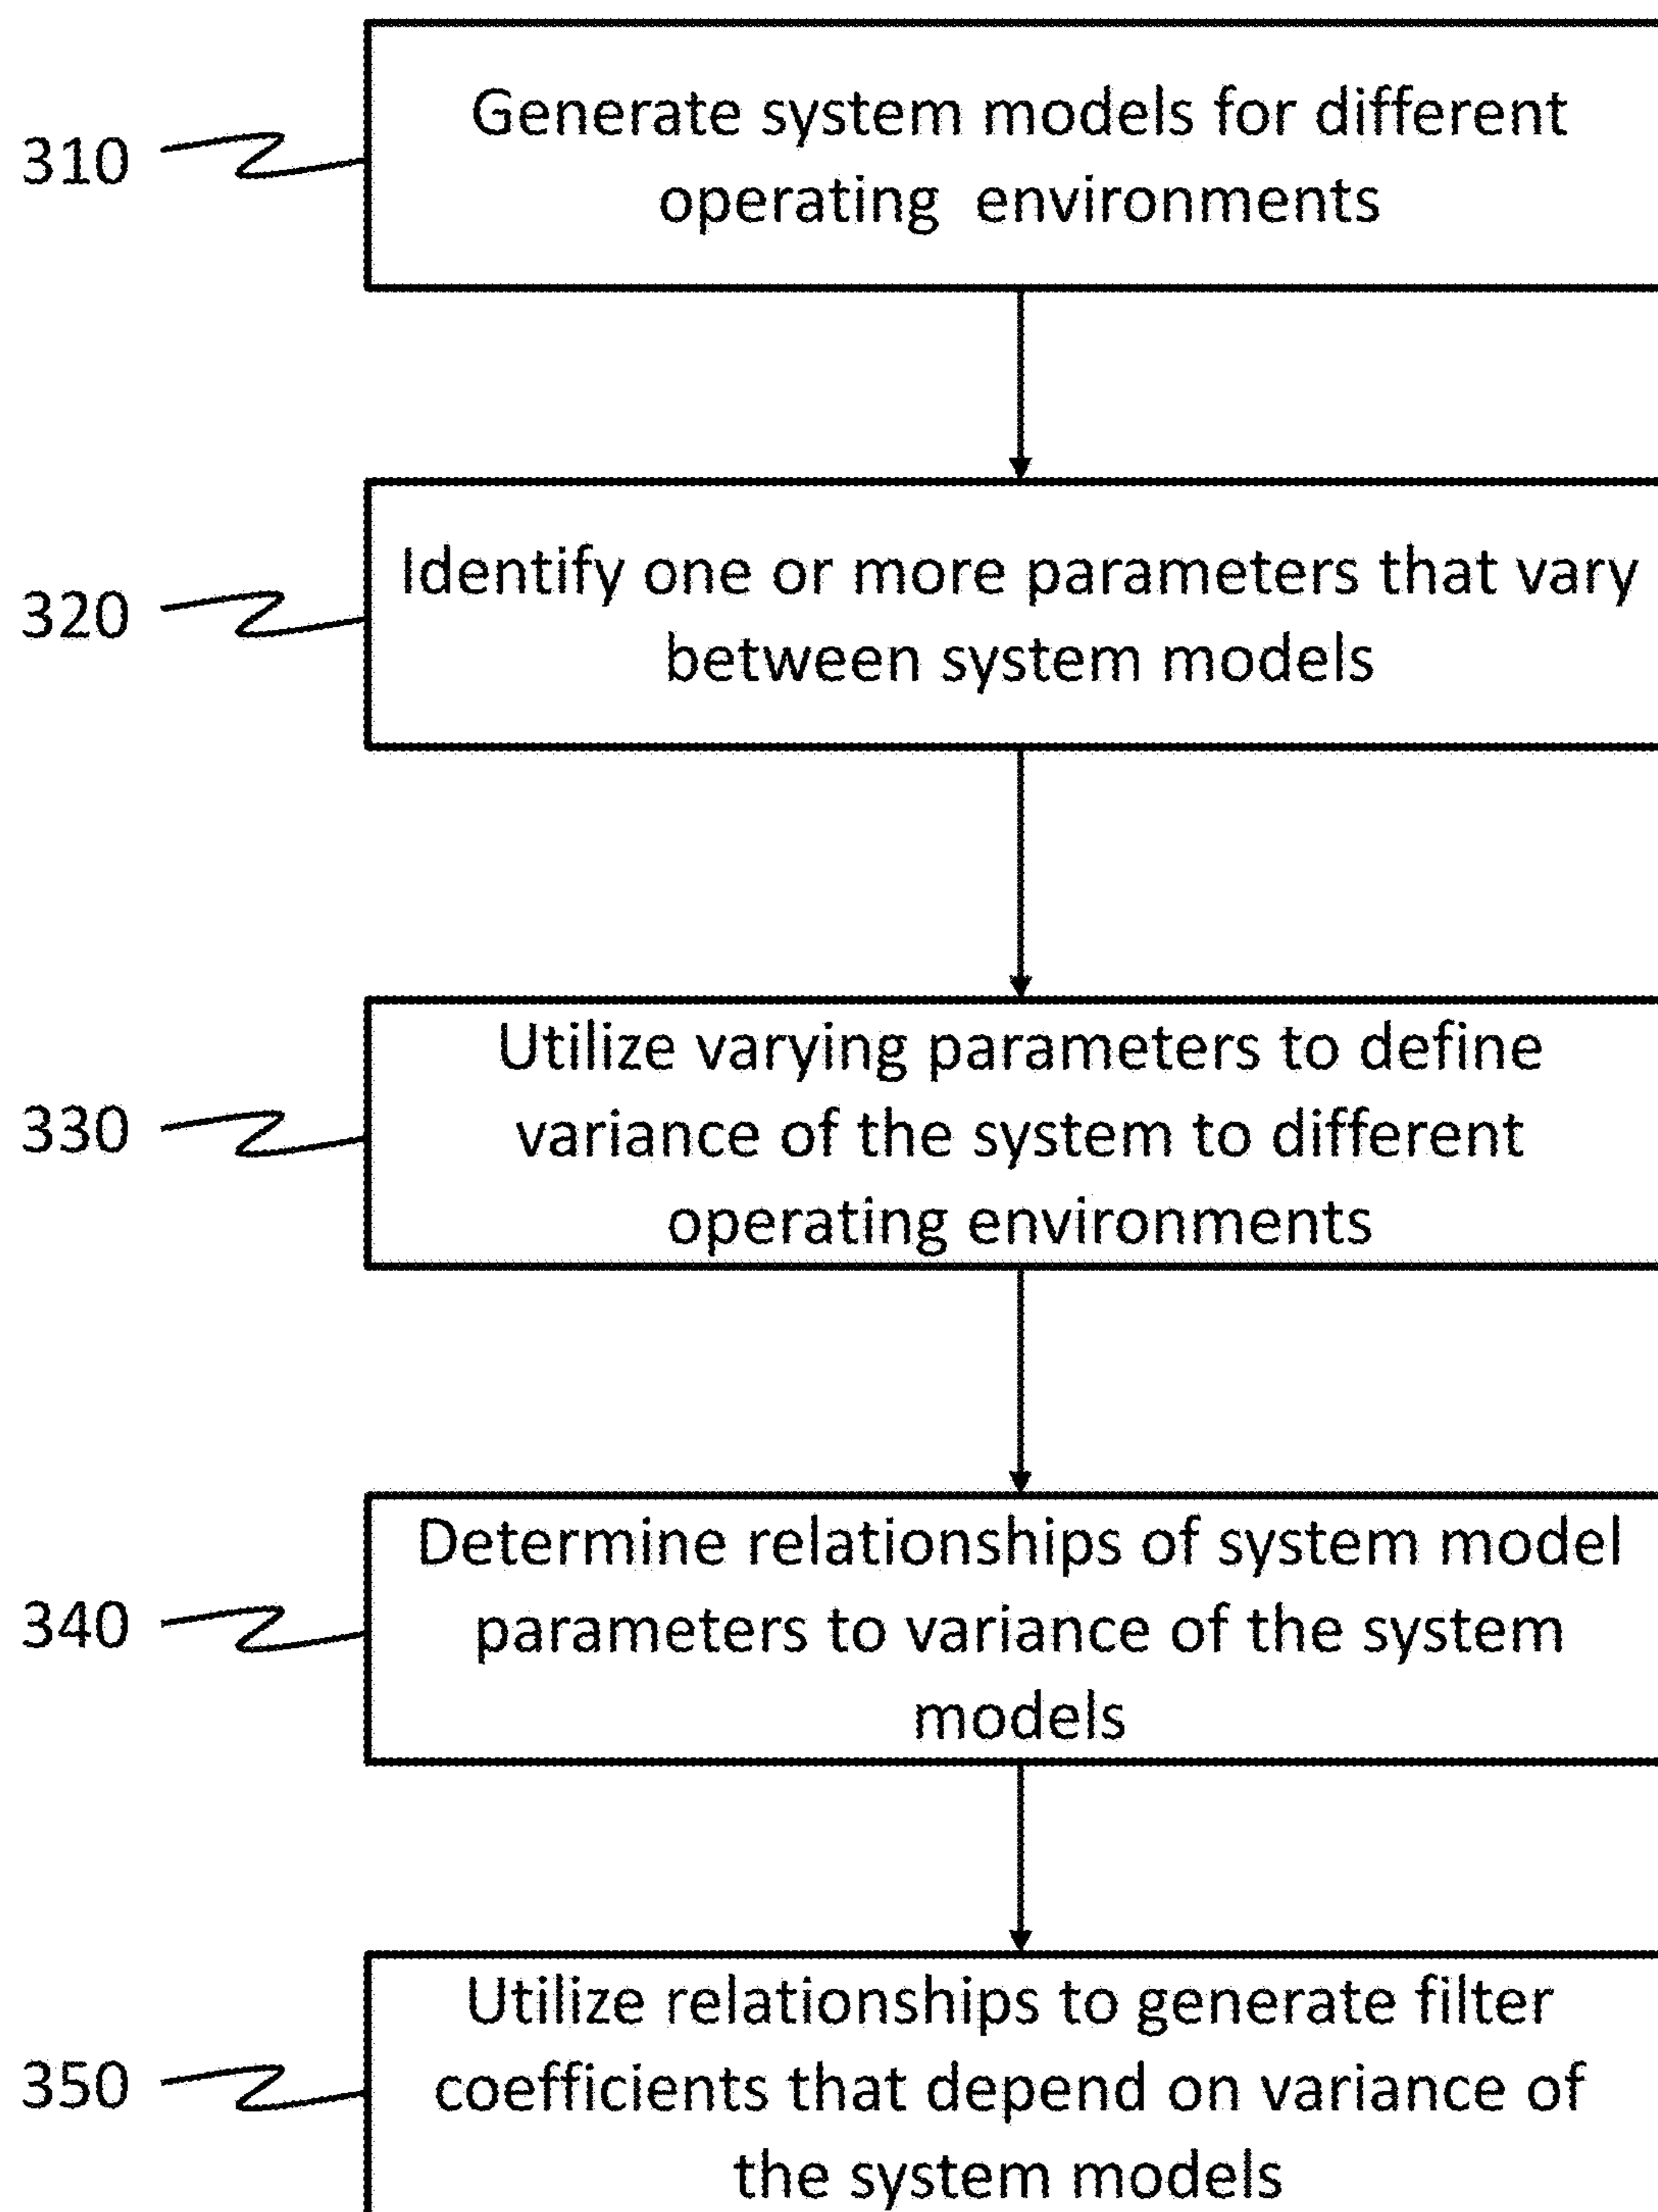 310
Generate system models for different
operating environments
320
Identify one or more parameters that vary
between system models
330
Utilize varying parameters to define
variance of the system to different
operating environments
340
Determine relationships of system model
parameters to variance of the system
models
350
Utilize relationships to generate filter
coefficients that depend on variance of
the system models